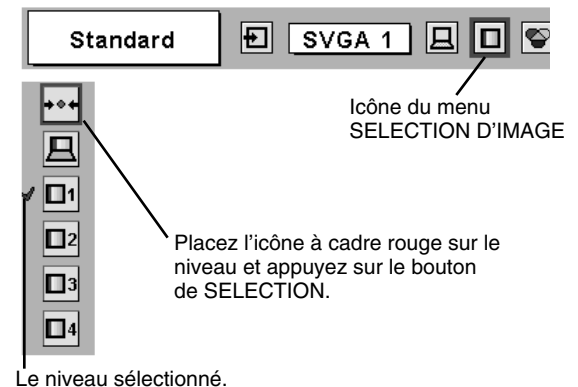 Standard
SVGA 1
Icône du menu
SELECTION D'IMAGE
1
2
3
4
Placez l'icône à cadre rouge sur le
niveau et appuyez sur le bouton
de SELECTION.
Le niveau sélectionné.